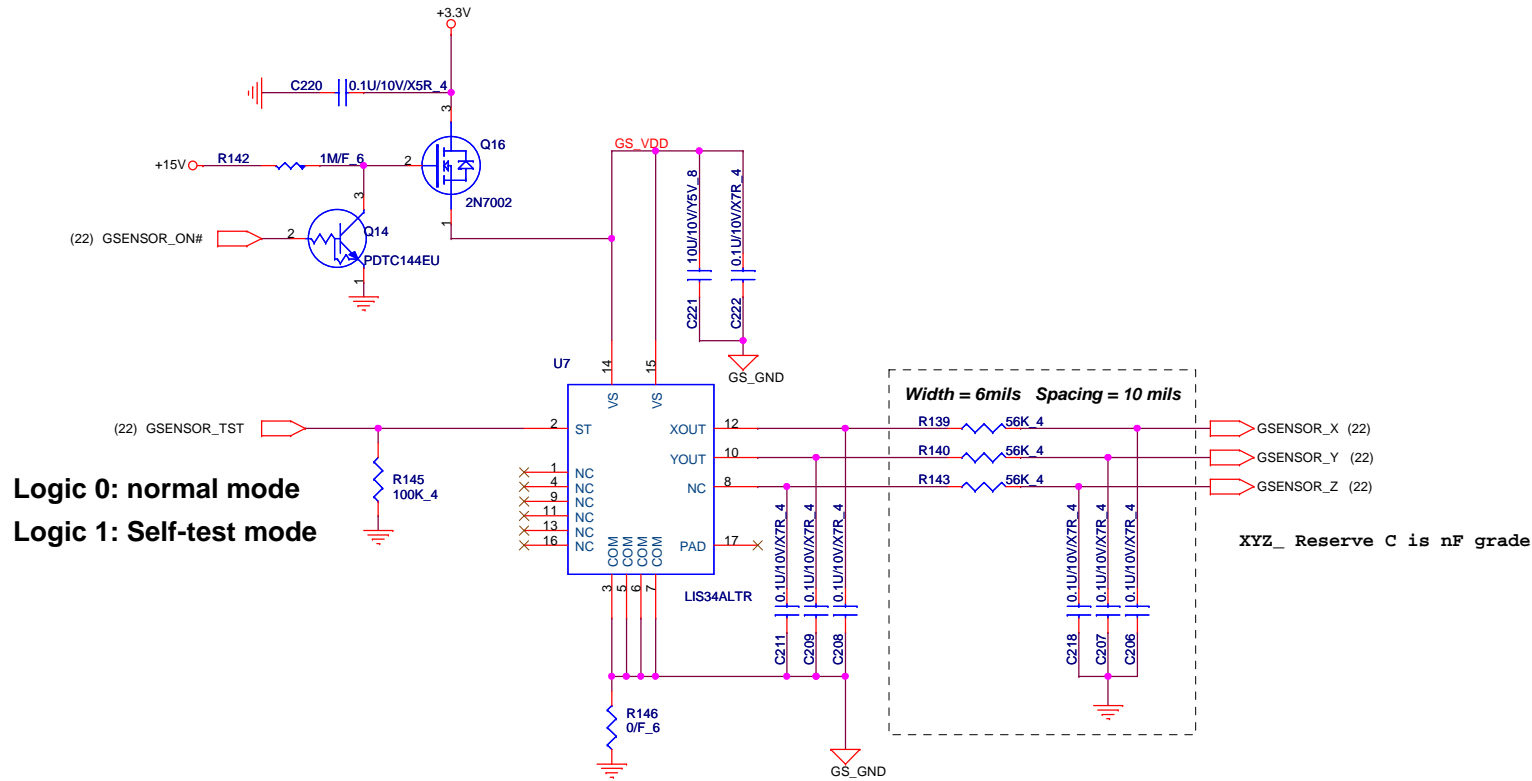 +3.3V
C220 0.1U/10V/X5R_4
3
Q16
+15V R142 1M/F_6 2
2N7002
1
GS_VDD
3
(22) GSENSOR_ON# 2 Q14
PDTC144EU
1
10U/10V/Y5V_8
0.1U/10V/X7R_4
C221
C222
GS_GND
U7
14
15
VS
VS
Width = 6mils Spacing = 10 mils
(22) GSENSOR_TST 2 ST
XOUT 12 R139 56K_4 GSENSOR_X (22)
YOUT 10 R140 56K_4 GSENSOR_Y (22)
NC 8 R143 56K_4 GSENSOR_Z (22)
R145
100K_4
1 NC
4 NC
9 NC
11 NC
13 NC
16 NC
PAD 17
COM
COM
COM
COM
3
5
6
7
LIS34ALTR
Logic 0: normal mode
Logic 1: Self-test mode
0.1U/10V/X7R_4
0.1U/10V/X7R_4
0.1U/10V/X7R_4
C211
C209
C208
0.1U/10V/X7R_4
0.1U/10V/X7R_4
0.1U/10V/X7R_4
C218
C207
C206
XYZ_ Reserve C is nF grade
R146
0/F_6
GS_GND